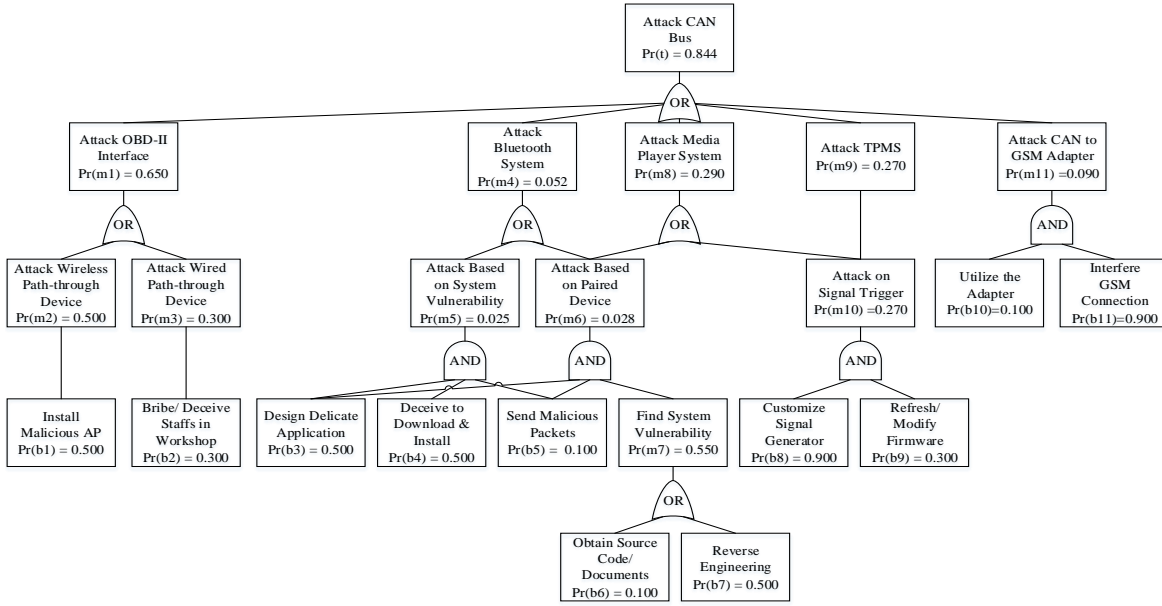 Attack CAN
Bus
Pr(t) = 0.844
OR
Attack OBD-II
Interface
Pr(m1) = 0.650
Attack
Bluetooth
System
Pr(m4) = 0.052
Attack Media
Player System
Pr(m8) = 0.290
Attack TPMS
Pr(m9) = 0.270
Attack CAN to
GSM Adapter
Pr(m11) =0.090
OR
OR
OR
AND
Attack Wireless
Path-through
Device
Pr(m2) = 0.500
Attack Wired
Path-through
Device
Pr(m3) = 0.300
Attack Based
on System
Vulnerability
Pr(m5) = 0.025
Attack Based
on Paired
Device
Pr(m6) = 0.028
Attack on
Signal Trigger
Pr(m10) =0.270
Utilize the
Adapter
Pr(b10)=0.100
Interfere
GSM
Connection
Pr(b11)=0.900
AND
AND
AND
Install
Malicious AP
Pr(b1) = 0.500
Bribe/ Deceive
Staffs in
Workshop
Pr(b2) = 0.300
Design Delicate
Application
Pr(b3) = 0.500
Deceive to
Download &
Install
Pr(b4) = 0.500
Send Malicious
Packets
Pr(b5) = 0.100
Find System
Vulnerability
Pr(m7) = 0.550
Customize
Signal
Generator
Pr(b8) = 0.900
Refresh/
Modify
Firmware
Pr(b9) = 0.300
OR
Obtain Source
Code/
Documents
Pr(b6) = 0.100
Reverse
Engineering
Pr(b7) = 0.500